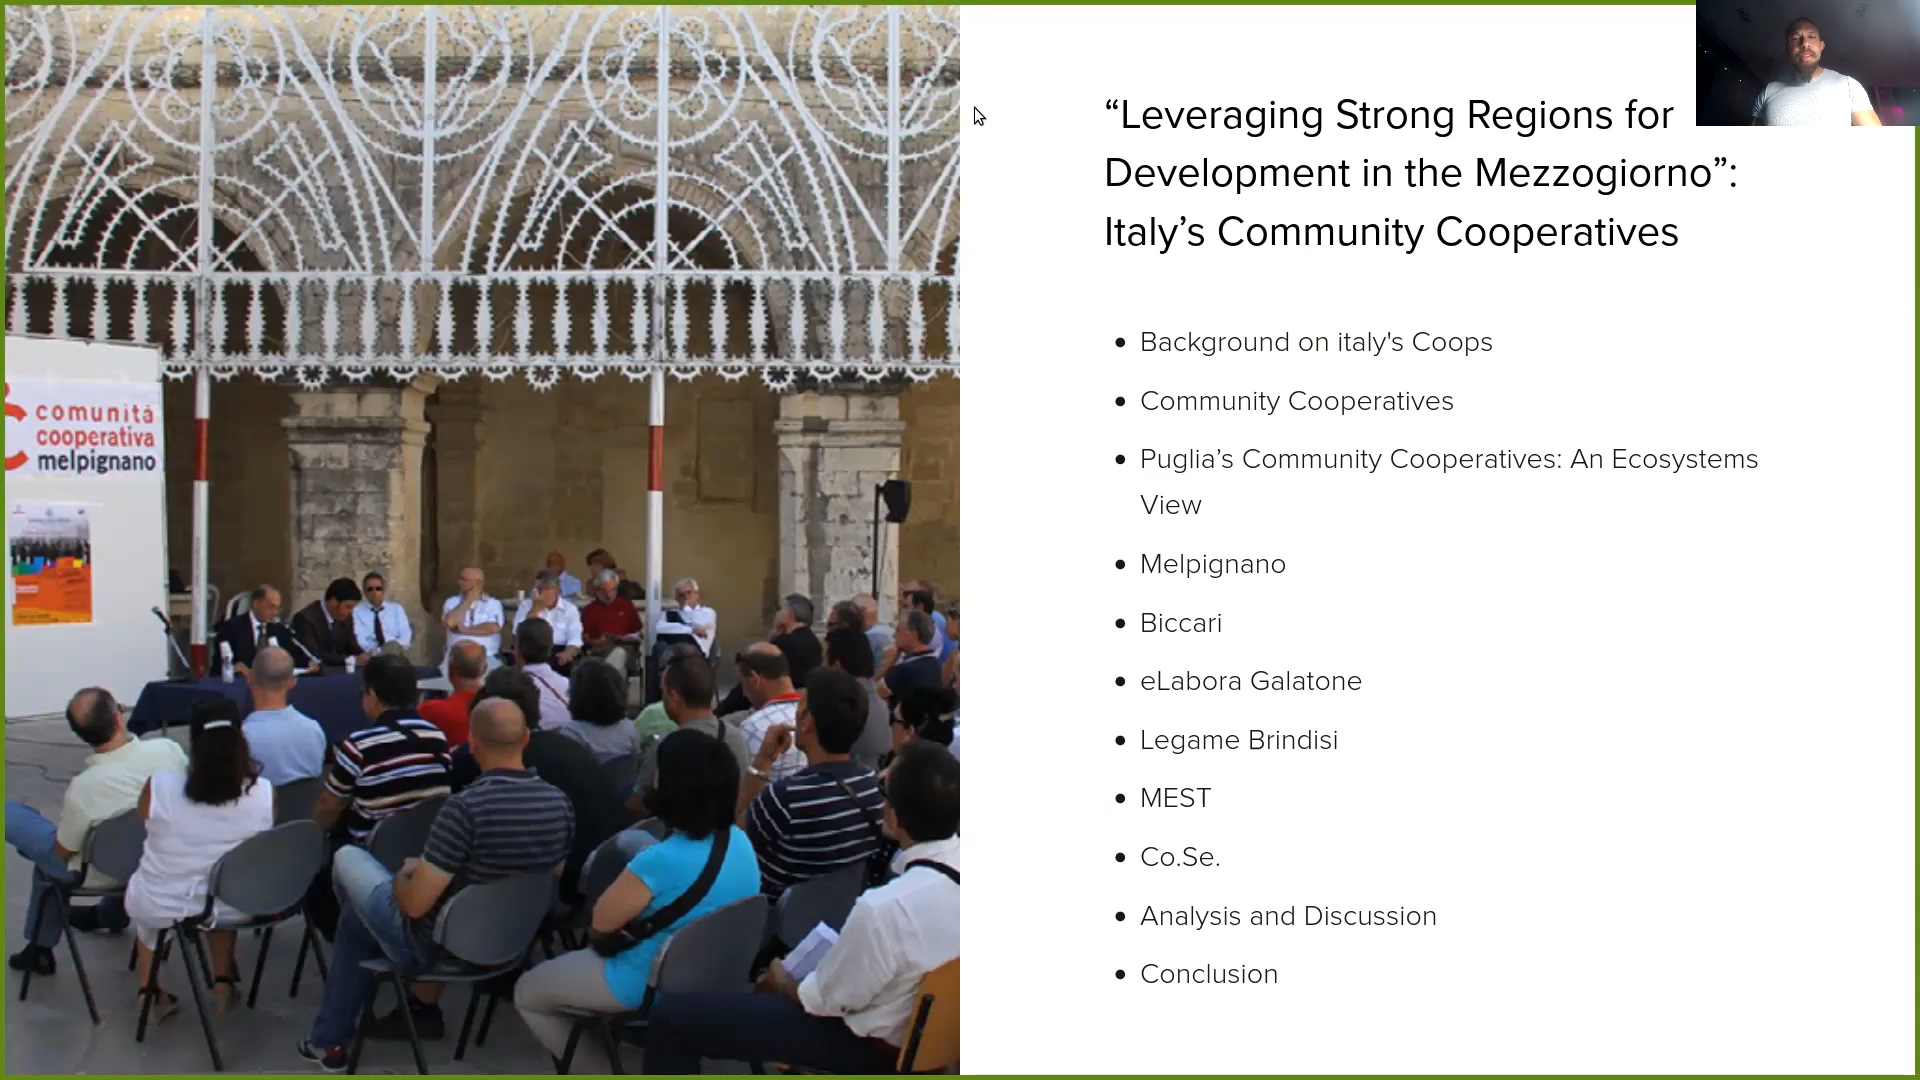 “Leveraging Strong Regions for
Development in the Mezzogiorno”:
Italy’s Community Cooperatives
• Background on italy's Coops
• Community Cooperatives
• Puglia’s Community Cooperatives: An Ecosystems
View
• Melpignano
• Biccari
• eLabora Galatone
• Legame Brindisi
• MEST
• Co.Se.
• Analysis and Discussion
• Conclusion
comunità
cooperativa
melpignano